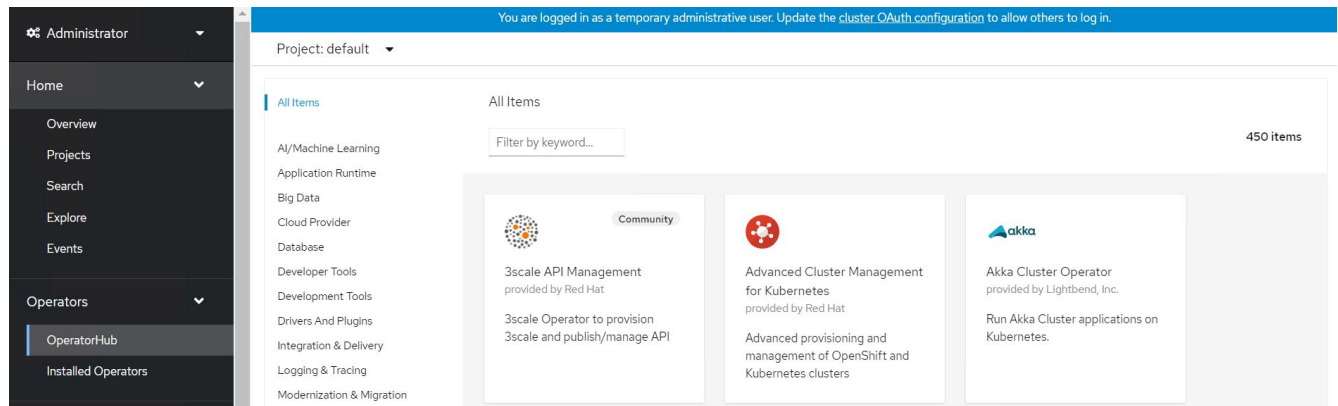 You are logged in as a temporary administrative user. Update the cluster OAuth configuration to allow others to log in.
Administrator
Home
Overview
Projects
Search
Explore
Events
Operators
OperatorHub
Installed Operators
Project: default
All Items
AI/Machine Learning
Application Runtime
Big Data
Cloud Provider
Database
Developer Tools
Development Tools
Drivers And Plugins
Integration & Delivery
Logging & Tracing
Modernization & Migration
All Items
Filter by keyword...
450 items
Community
3scale API Management
provided by Red Hat
3scale Operator to provision
3scale and publish/manage API
Advanced Cluster Management
for Kubernetes
provided by Red Hat
Advanced provisioning and
management of OpenShift and
Kubernetes clusters
akka
Akka Cluster Operator
provided by Lightbend, Inc.
Run Akka Cluster applications on
Kubernetes.